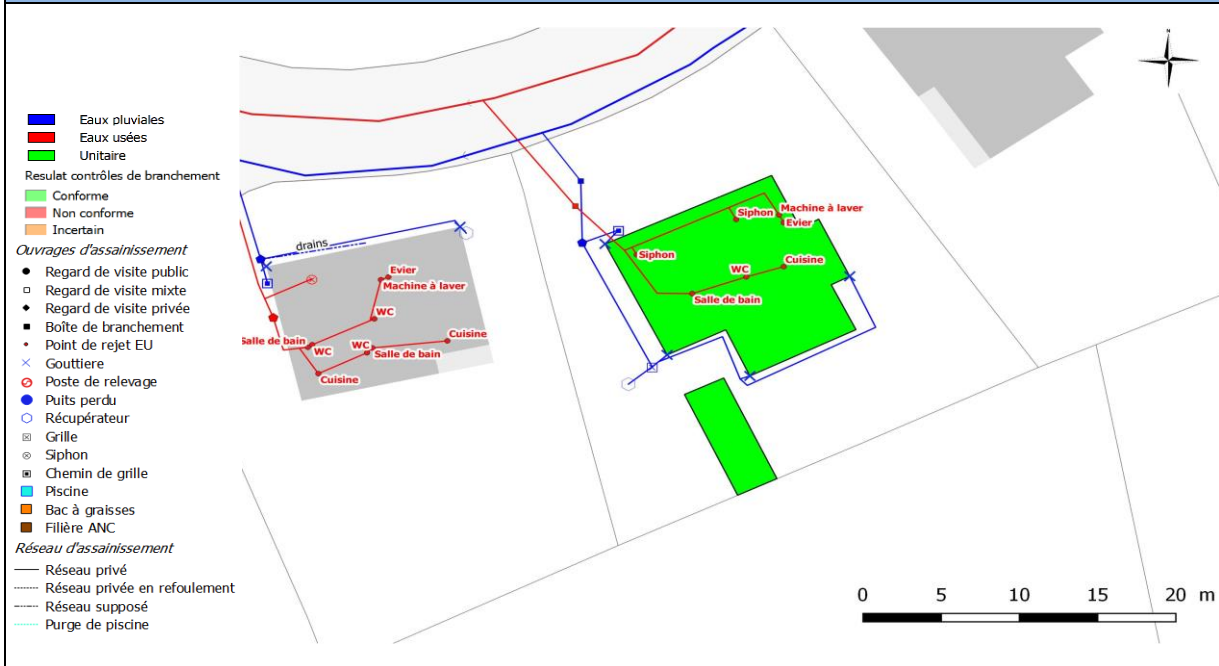 N
Eaux pluviales
Eaux usées
Unitaire
Resulat contrôles de branchement
Conforme
Non conforme
Incertain
Ouvrages d'assainissement
Regard de visite public
Regard de visite mixte
Regard de visite privée
Boîte de branchement
Point de rejet EU
Gouttiere
Poste de relevage
Puits perdu
Récupérateur
Grille
Siphon
Chemin de grille
Piscine
Bac à graisses
Filière ANC
Réseau d'assainissement
Réseau privé
Réseau privée en refoulement
Réseau supposé
Purge de piscine
drains
Evier
Machine à laver
WC
Salle de bain
WC
WC
Salle de bain
Cuisine
Cuisine
Siphon
Machine à laver
Evier
Siphon
WC
Cuisine
Salle de bain
0 5 10 15 20 m